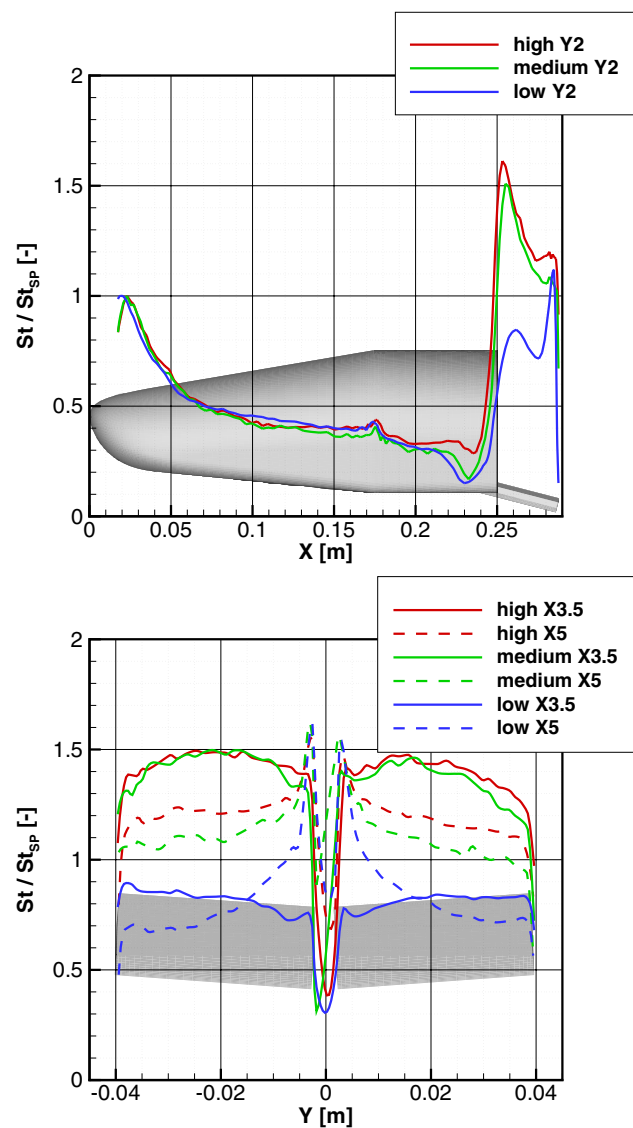 high Y2
medium Y2
low Y2
2
1.5
1
0.5
0
St / St_SP [-]
0 0.05 0.1 0.15 0.2 0.25
X [m]
high X3.5
high X5
medium X3.5
medium X5
low X3.5
low X5
2
1.5
1
0.5
0
St / St_SP [-]
-0.04 -0.02 0 0.02 0.04
Y [m]